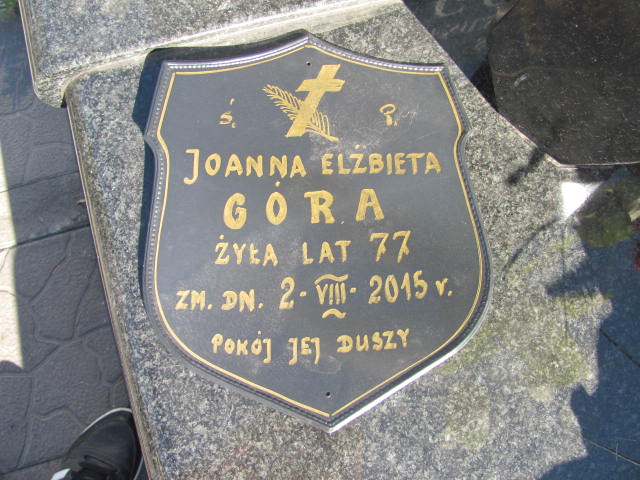 Ś. P.
JOANNA ELŻBIETA
GÓRA
ŻYŁA LAT 77
ZM. DN. 2-VIII-2015 r.
POKÓJ JEJ DUSZY